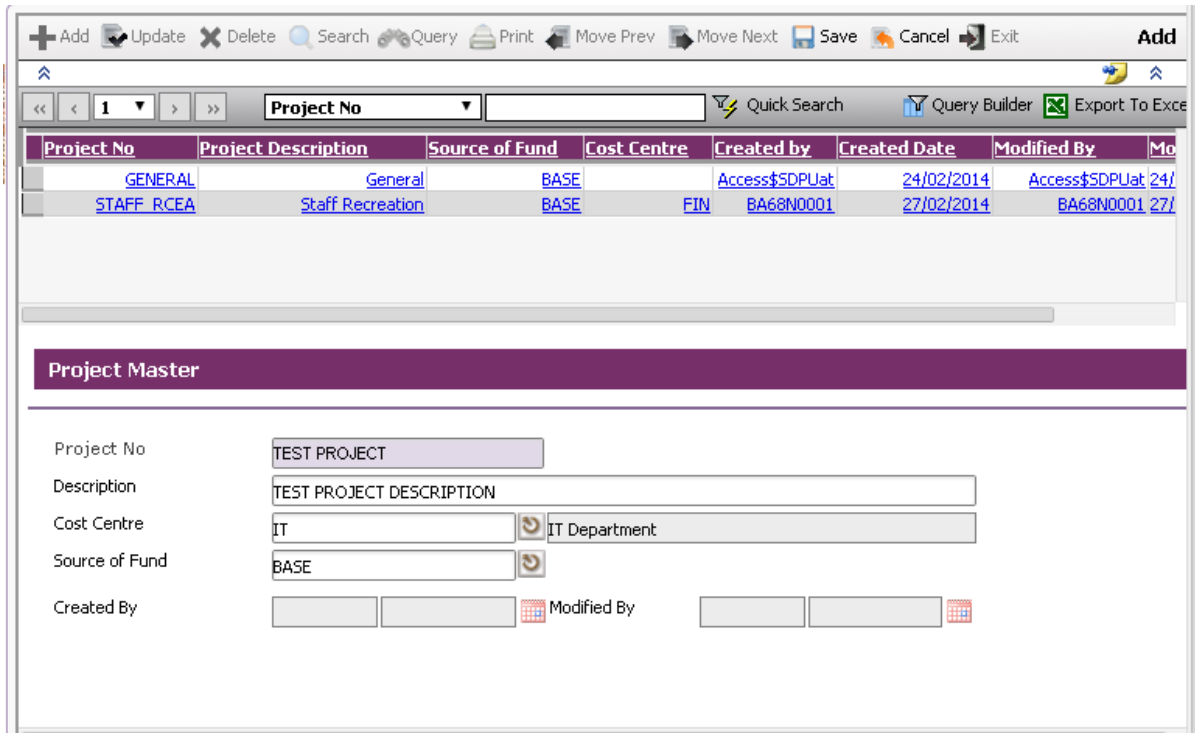 Add Update Delete Search Query Print Move Prev Move Next Save Cancel Exit Add
<< < 1 > >> Project No Quick Search Query Builder Export To Exce
Project No Project Description Source of Fund Cost Centre Created by Created Date Modified By Mo
GENERAL General BASE Access$SDPUat 24/02/2014 Access$SDPUat 24/
STAFF RCEA Staff Recreation BASE FIN BA68N0001 27/02/2014 BA68N0001 27/
Project Master
Project No TEST PROJECT
Description TEST PROJECT DESCRIPTION
Cost Centre IT IT Department
Source of Fund BASE
Created By Modified By